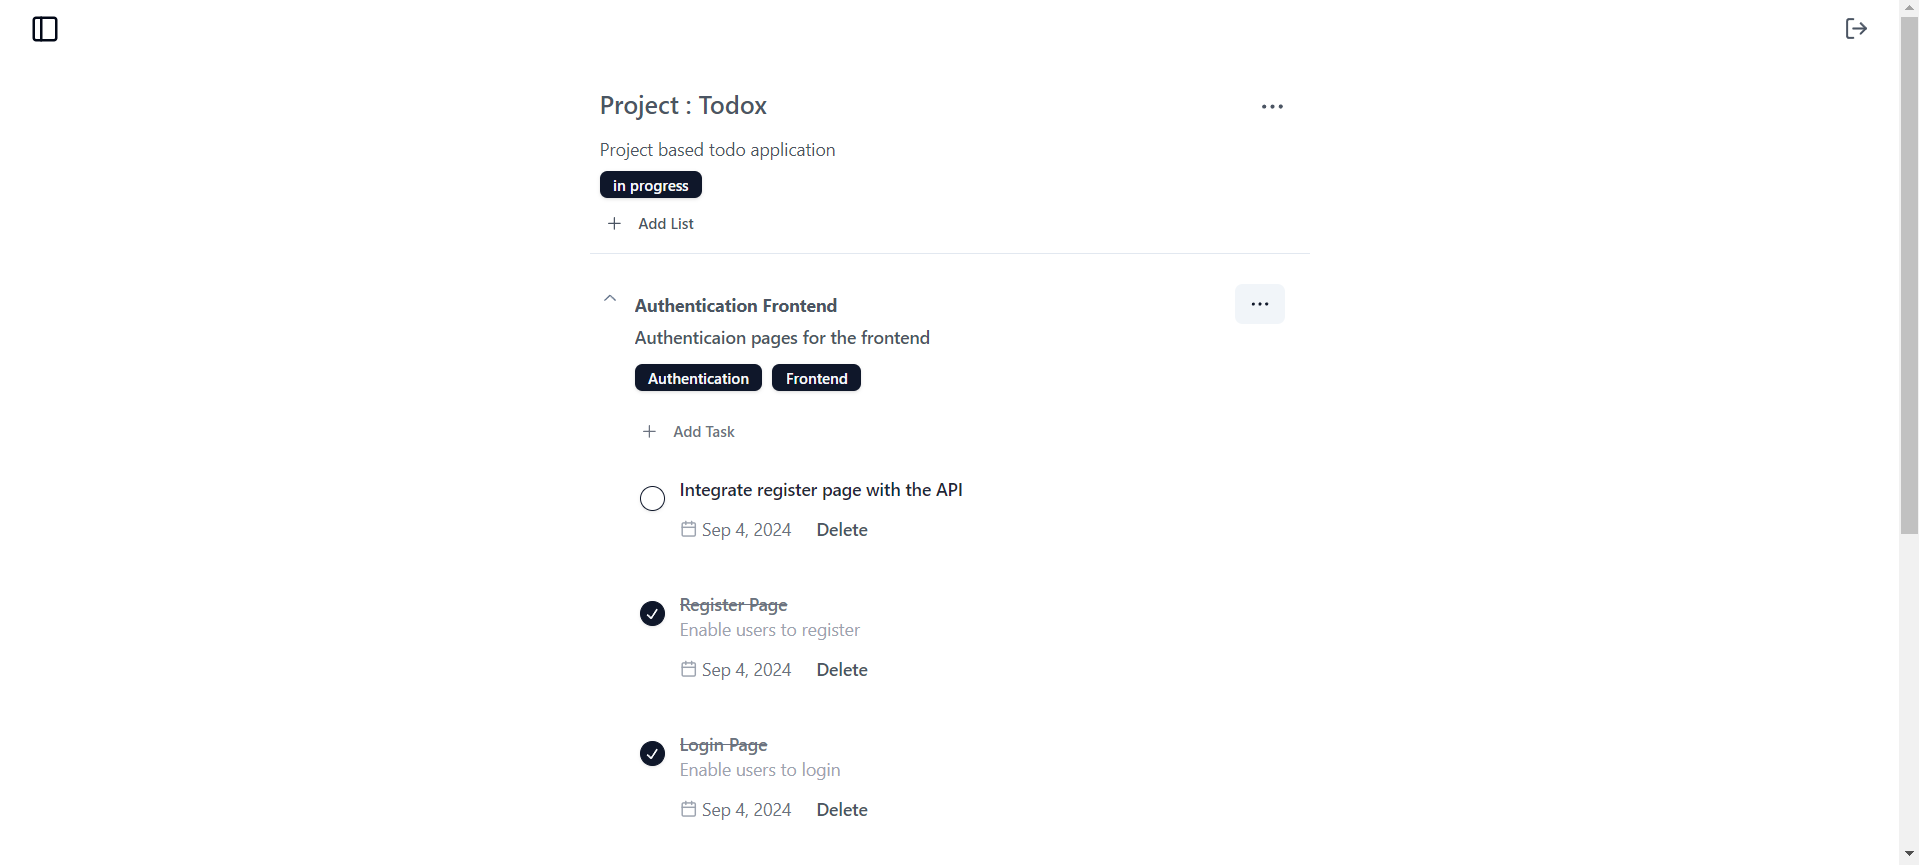 Project : Todox
Project based todo application
in progress
Add List
Authentication Frontend
Authenticaion pages for the frontend
Authentication Frontend
Add Task
Integrate register page with the API
Sep 4, 2024 Delete
Register Page
Enable users to register
Sep 4, 2024 Delete
Login Page
Enable users to login
Sep 4, 2024 Delete